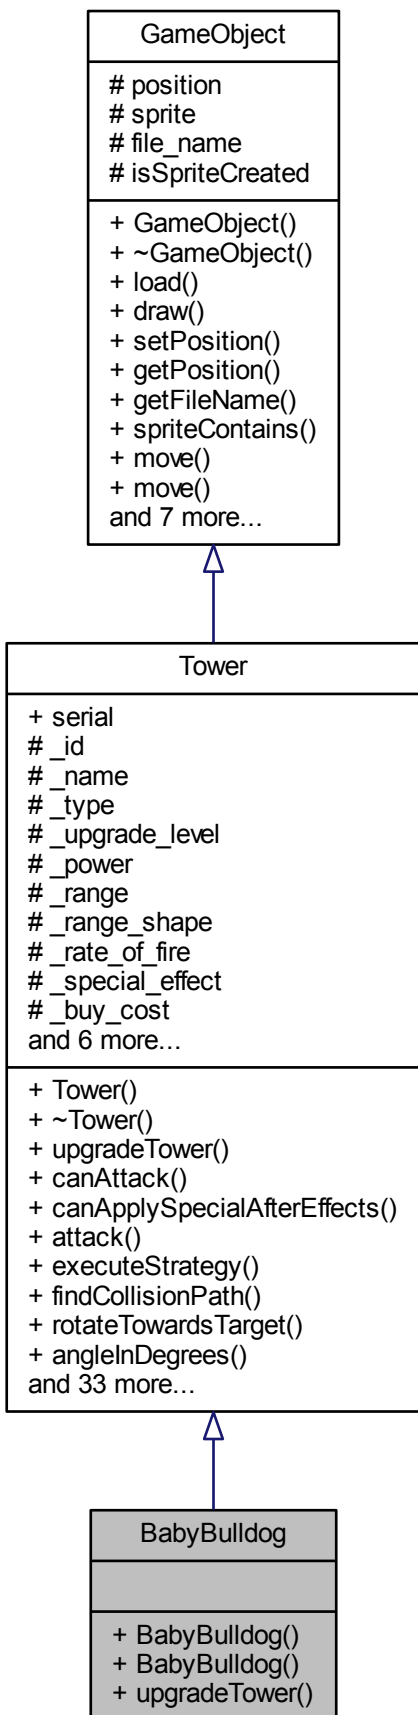 GameObject
# position
# sprite
# file_name
# isSpriteCreated
+ GameObject()
+ ~GameObject()
+ load()
+ draw()
+ setPosition()
+ getPosition()
+ getFileName()
+ spriteContains()
+ move()
+ move()
and 7 more...
Tower
+ serial
# _id
# _name
# _type
# _upgrade_level
# _power
# _range
# _range_shape
# _rate_of_fire
# _special_effect
# _buy_cost
and 6 more...
+ Tower()
+ ~Tower()
+ upgradeTower()
+ canAttack()
+ canApplySpecialAfterEffects()
+ attack()
+ executeStrategy()
+ findCollisionPath()
+ rotateTowardsTarget()
+ angleInDegrees()
and 33 more...
BabyBulldog
+ BabyBulldog()
+ BabyBulldog()
+ upgradeTower()